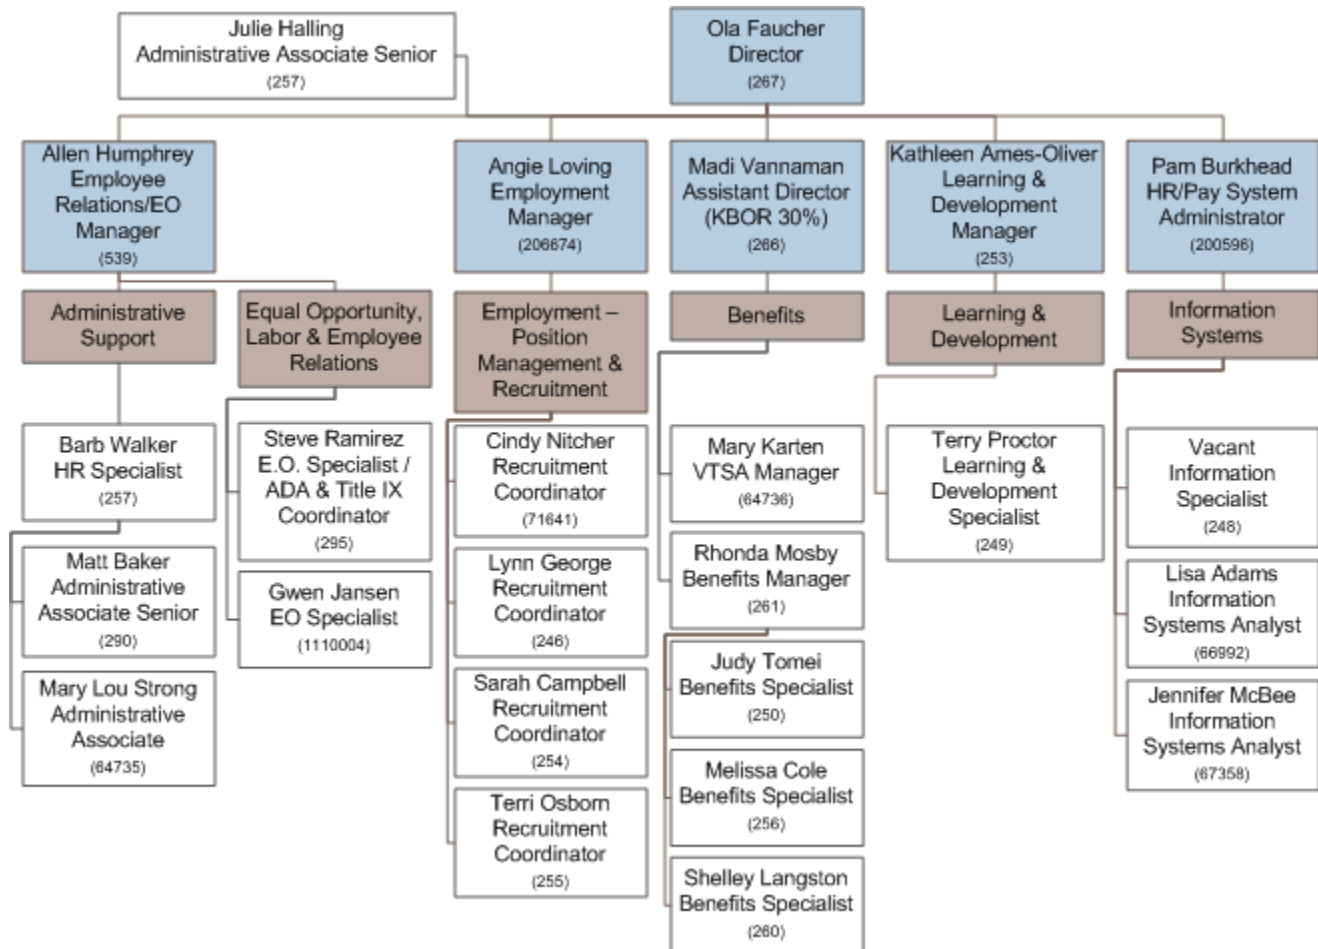 Julie Halling
Administrative Associate Senior
(257)
Ola Faucher
Director
(267)
Allen Humphrey
Employee
Relations/EO
Manager
(539)
Angie Loving
Employment
Manager
(206674)
Madi Vannaman
Assistant Director
(KBOR 30%)
(266)
Kathleen Ames-Oliver
Learning &
Development
Manager
(253)
Pam Burkhead
HR/Pay System
Administrator
(200596)
Administrative
Support
Equal Opportunity,
Labor & Employee
Relations
Employment –
Position
Management &
Recruitment
Benefits
Learning &
Development
Information
Systems
Barb Walker
HR Specialist
(257)
Matt Baker
Administrative
Associate Senior
(290)
Mary Lou Strong
Administrative
Associate
(64735)
Steve Ramirez
E.O. Specialist /
ADA & Title IX
Coordinator
(295)
Gwen Jansen
EO Specialist
(1110004)
Cindy Nitcher
Recruitment
Coordinator
(71641)
Lynn George
Recruitment
Coordinator
(246)
Sarah Campbell
Recruitment
Coordinator
(254)
Terri Osborn
Recruitment
Coordinator
(255)
Mary Karten
VTSA Manager
(64736)
Rhonda Mosby
Benefits Manager
(261)
Judy Tomei
Benefits Specialist
(250)
Melissa Cole
Benefits Specialist
(256)
Shelley Langston
Benefits Specialist
(260)
Terry Proctor
Learning &
Development
Specialist
(249)
Vacant
Information
Specialist
(248)
Lisa Adams
Information
Systems Analyst
(66992)
Jennifer McBee
Information
Systems Analyst
(67358)